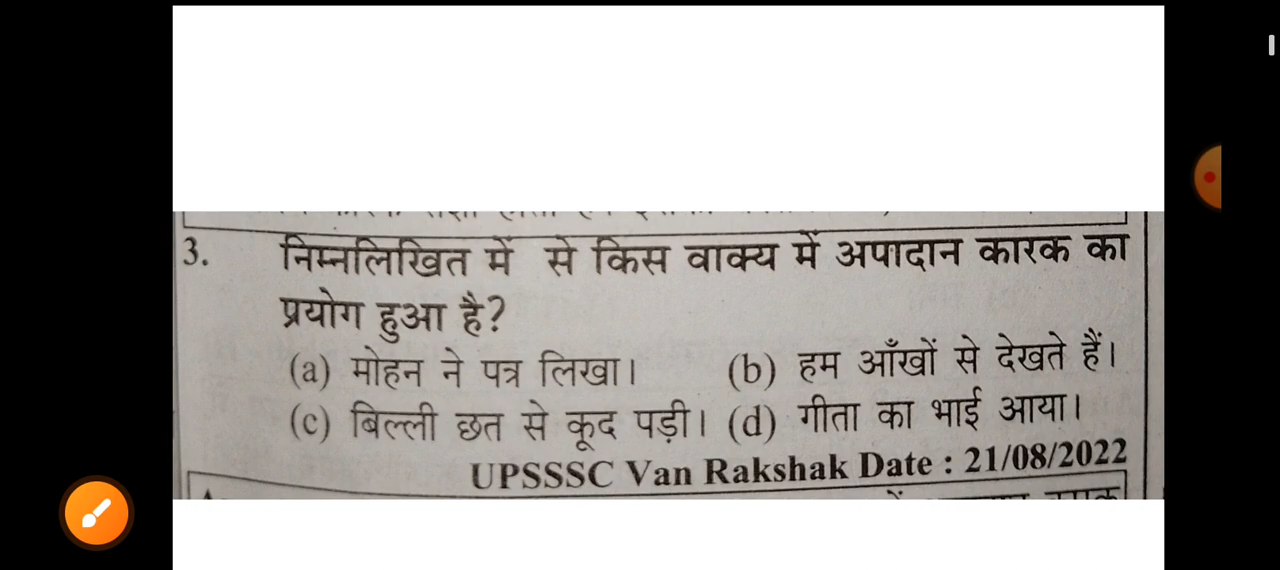 3. निम्नलिखित में से किस वाक्य में अपादान कारक का
प्रयोग हुआ है?
(a) मोहन ने पत्र लिखा। (b) हम आँखों से देखते हैं।
(c) बिल्ली छत से कूद पड़ी। (d) गीता का भाई आया।
UPSSSC Van Rakshak Date : 21/08/2022